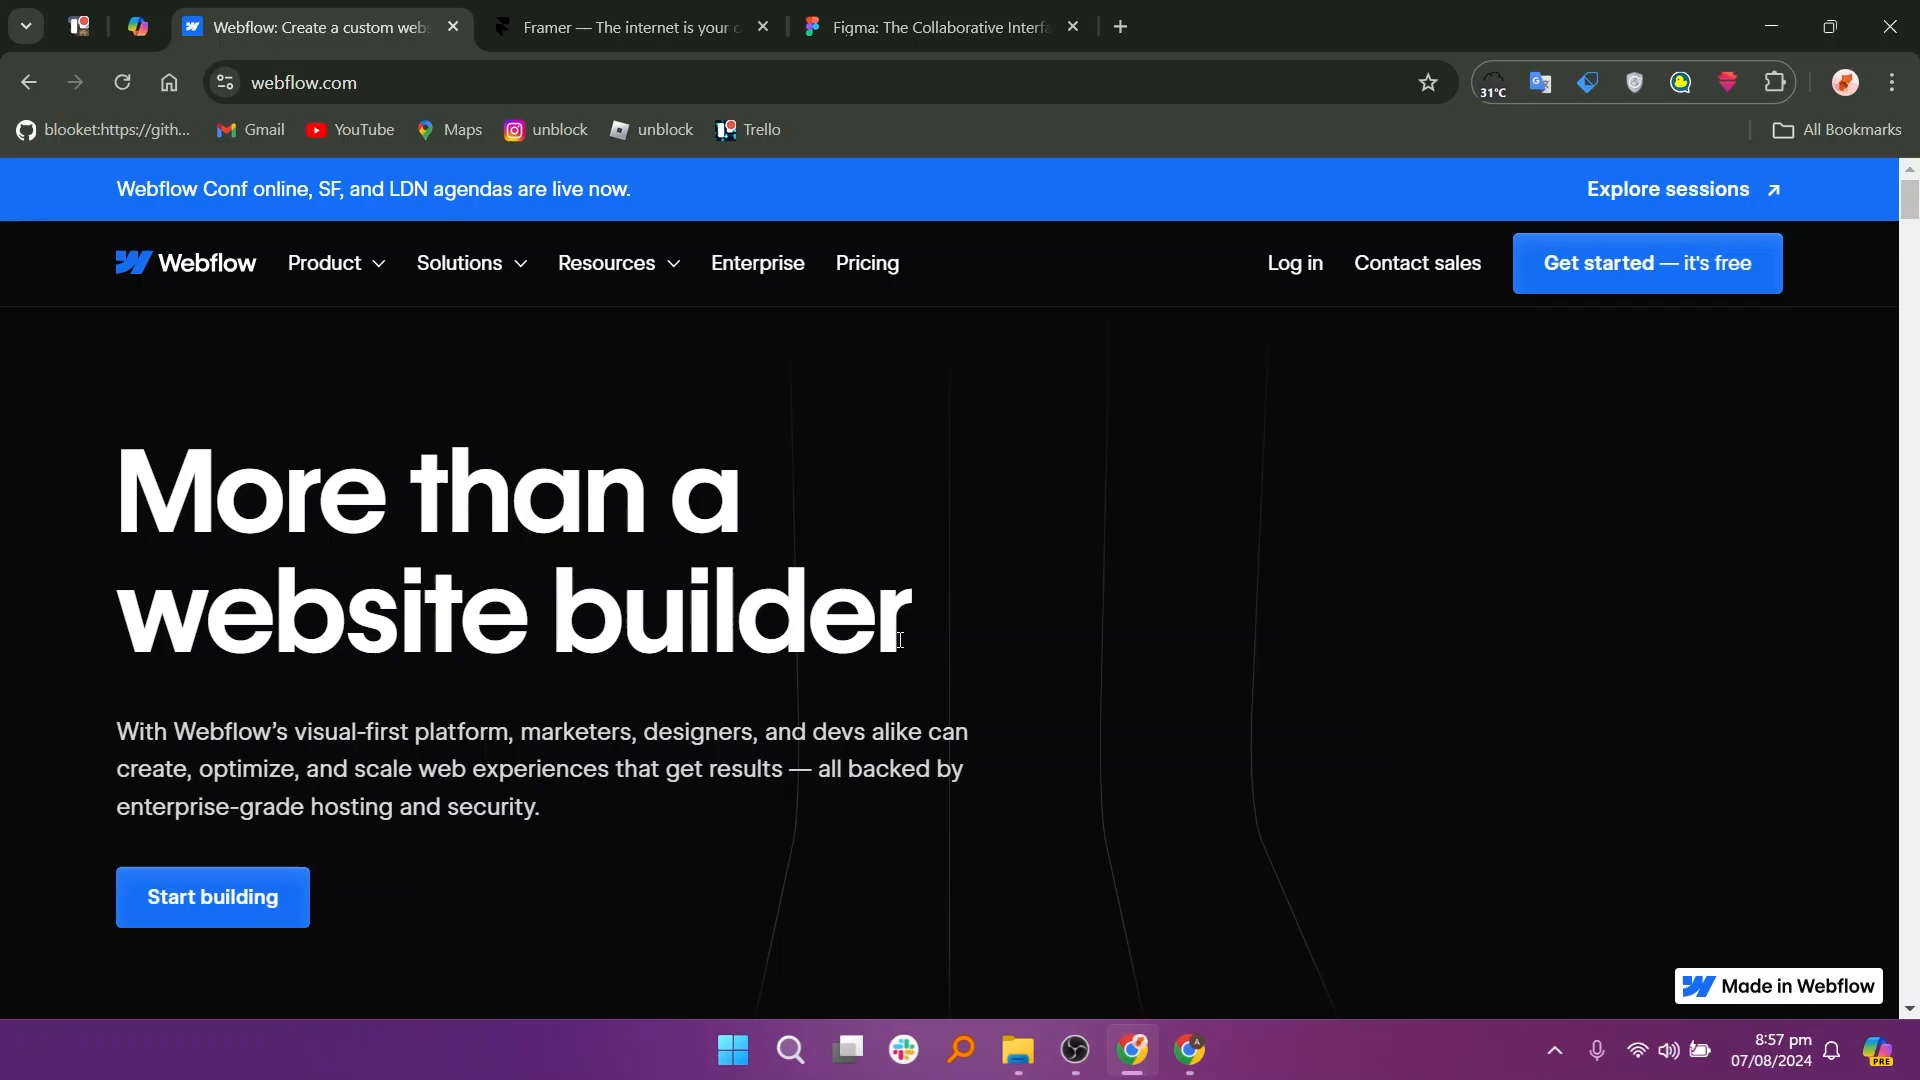 Webflow: Create a custom webs
Framer — The internet is your c
Figma: The Collaborative Interfa
webflow.com
31°C
blooket:https://gith...
Gmail
YouTube
Maps
unblock
unblock
Trello
All Bookmarks
Webflow Conf online, SF, and LDN agendas are live now.
Explore sessions
Webflow
Product
Solutions
Resources
Enterprise
Pricing
Log in
Contact sales
Get started — it's free
More than a
website builder
With Webflow’s visual-first platform, marketers, designers, and devs alike can
create, optimize, and scale web experiences that get results — all backed by
enterprise-grade hosting and security.
Start building
Made in Webflow
A
8:57 pm
07/08/2024
PRE